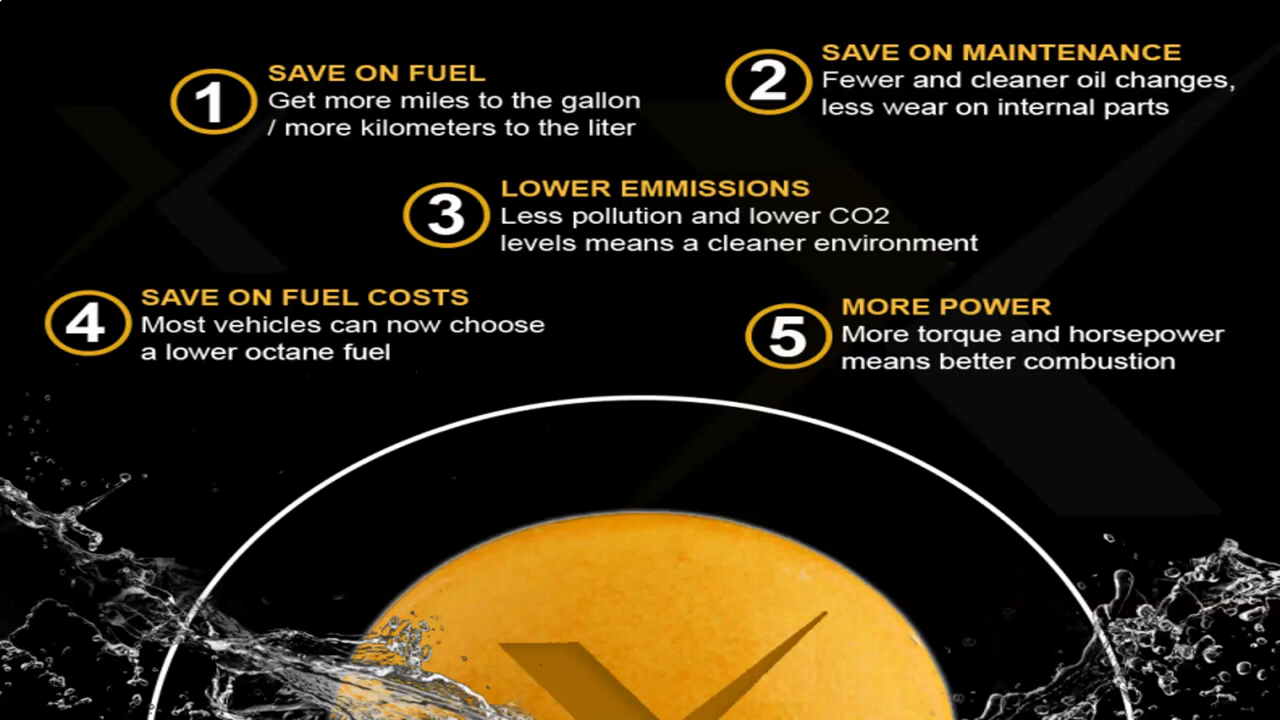 1
SAVE ON FUEL
Get more miles to the gallon
/ more kilometers to the liter
2
SAVE ON MAINTENANCE
Fewer and cleaner oil changes,
less wear on internal parts
3
LOWER EMMISSIONS
Less pollution and lower CO2
levels means a cleaner environment
4
SAVE ON FUEL COSTS
Most vehicles can now choose
a lower octane fuel
5
MORE POWER
More torque and horsepower
means better combustion